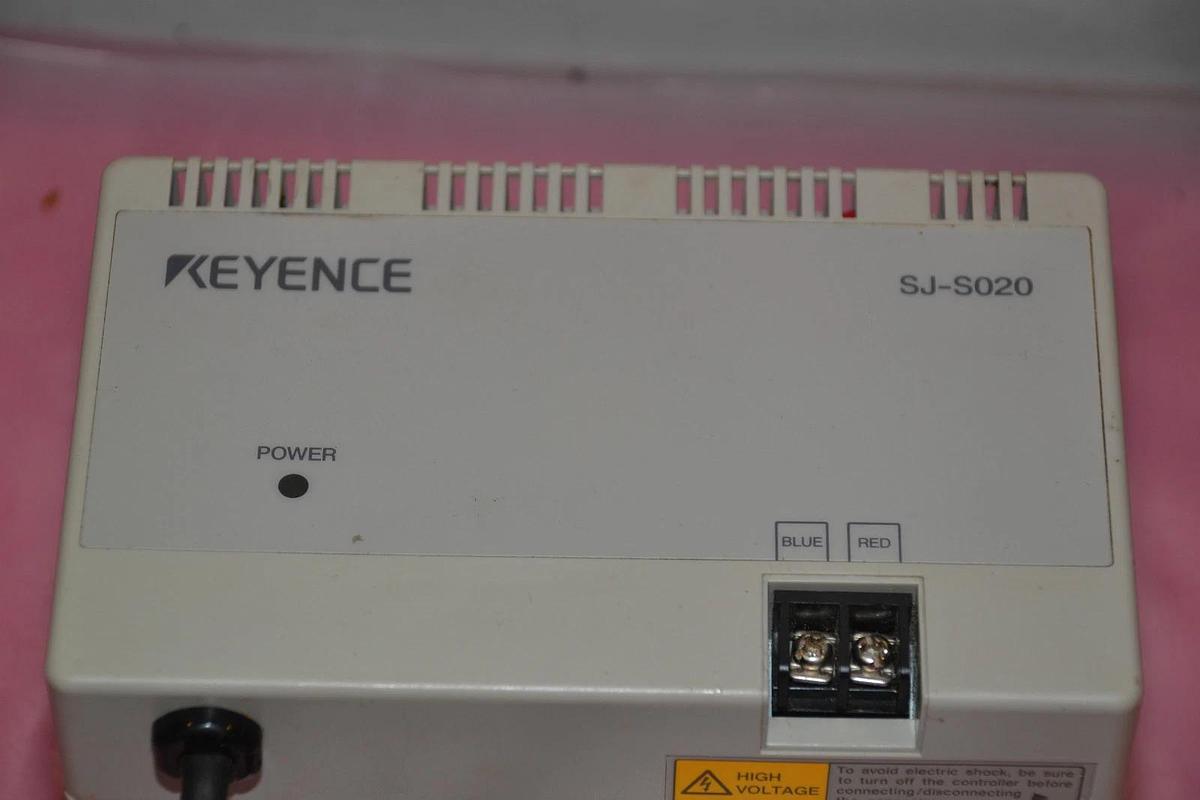 KEYENCE
SJ-S020
POWER
BLUE
RED
HIGH
VOLTAGE
To avoid electric shock, be sure
to turn off the controller before
connecting/disconnecting